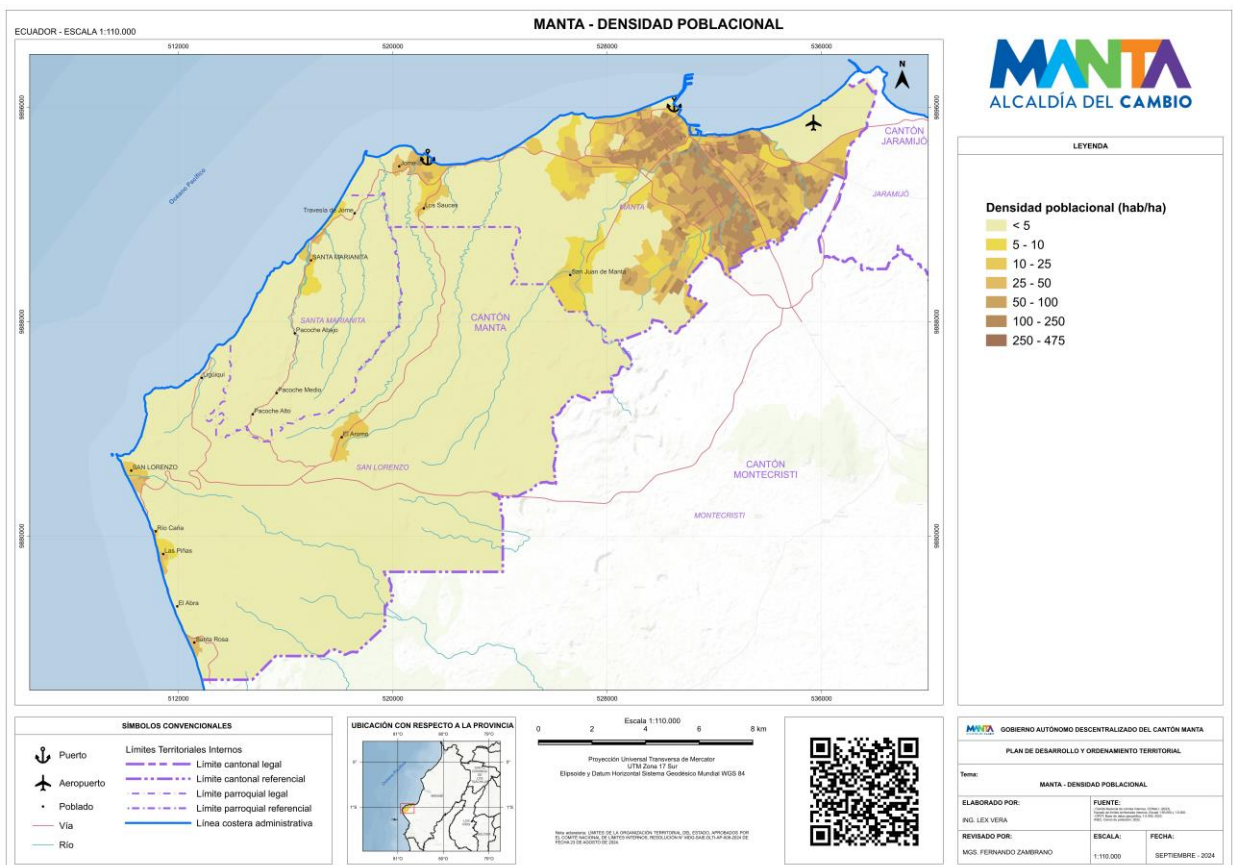 MANTA - DENSIDAD POBLACIONAL
ECUADOR - ESCALA 1:110.000
512000
520000
528000
536000
9896000
9896000
9888000
9888000
9880000
9880000
512000
520000
528000
536000
N
Océano Pacífico
CANTÓN
JARAMIJÓ
JARAMIJÓ
MANTA
Los Sauces
Travesía de Jome
SANTA MARIANITA
San Juan de Manta
SANTA MARIANITA
CANTÓN
MANTA
Pacoche Abajo
Ligüiqui
Pacoche Medio
Pacoche Alto
El Aromo
SAN LORENZO
SAN LORENZO
CANTÓN
MONTECRISTI
MONTECRISTI
Río Caña
Las Piñas
El Abra
Santa Rosa
MANTA
ALCALDÍA DEL CAMBIO
LEYENDA
Densidad poblacional (hab/ha)
< 5
5 - 10
10 - 25
25 - 50
50 - 100
100 - 250
250 - 475
SÍMBOLOS CONVENCIONALES
Puerto
Aeropuerto
Poblado
Vía
Río
Límites Territoriales Internos
Límite cantonal legal
Límite cantonal referencial
Límite parroquial legal
Límite parroquial referencial
Línea costera administrativa
UBICACIÓN CON RESPECTO A LA PROVINCIA
Escala 1:110.000
0 2 4 6 8 km
Proyección Universal Transversa de Mercator
UTM Zona 17 Sur
Elipsoide y Datum Horizontal Sistema Geodésico Mundial WGS 84
MANTA
GOBIERNO AUTÓNOMO DESCENTRALIZADO DEL CANTÓN MANTA
PLAN DE DESARROLLO Y ORDENAMIENTO TERRITORIAL
Tema:
MANTA - DENSIDAD POBLACIONAL
ELABORADO POR:
ING. LEX VERA
FUENTE:
REVISADO POR:
MGS. FERNANDO ZAMBRANO
ESCALA:
1:110.000
FECHA:
SEPTIEMBRE - 2024